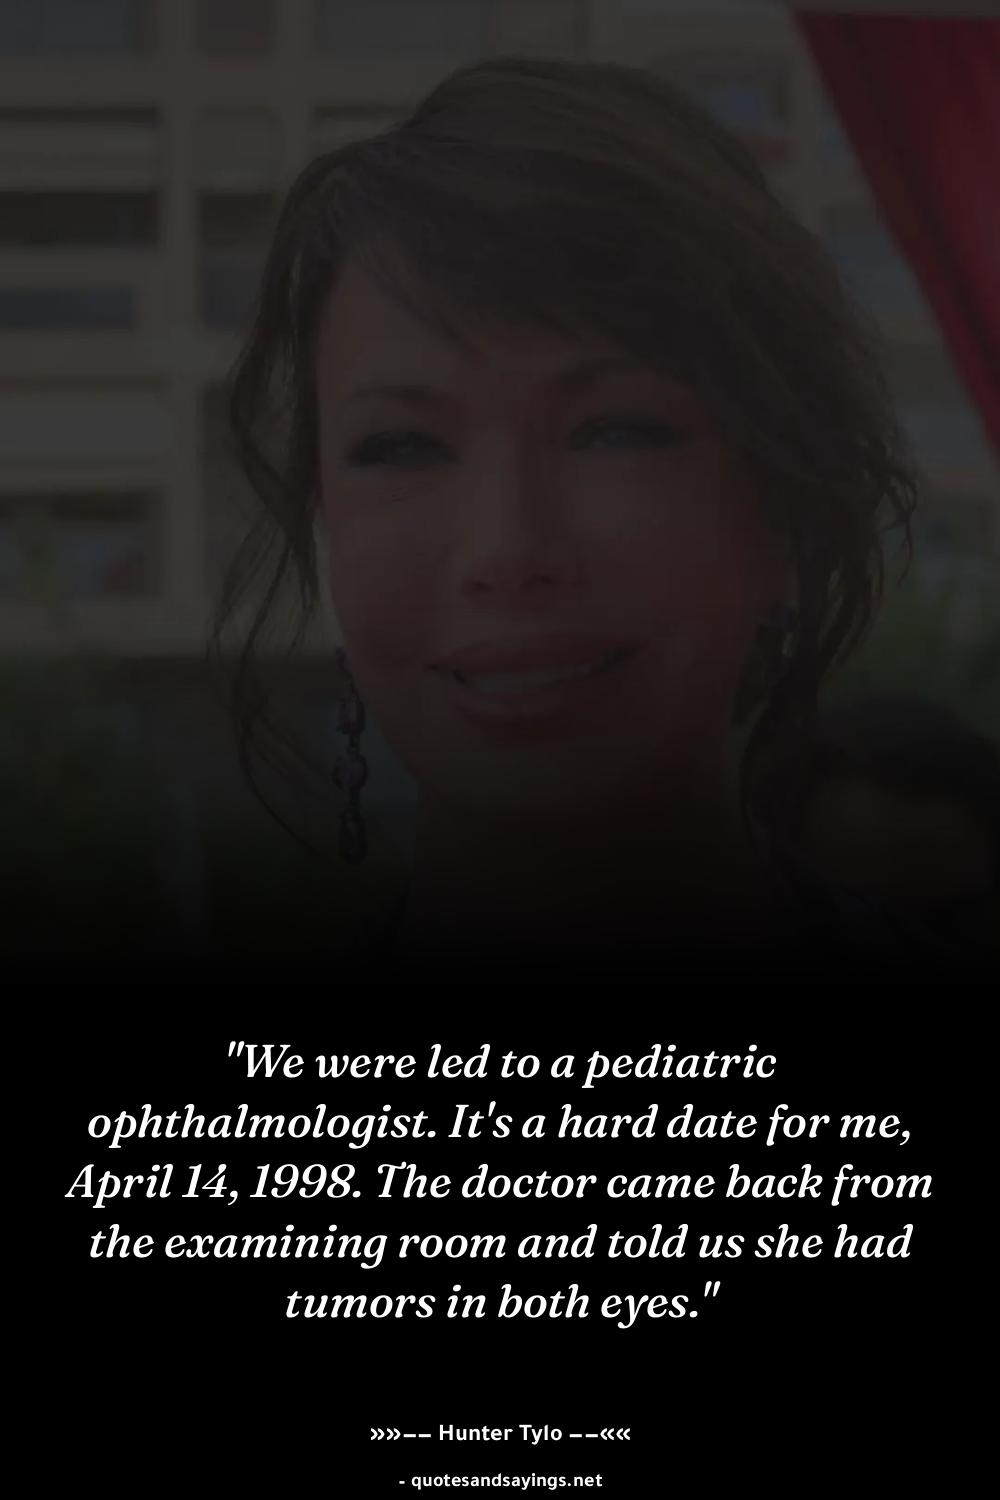 "We were led to a pediatric
ophthalmologist. It's a hard date for me,
April 14, 1998. The doctor came back from
the examining room and told us she had
tumors in both eyes."
»»−− Hunter Tylo −−««
- quotesandsayings.net